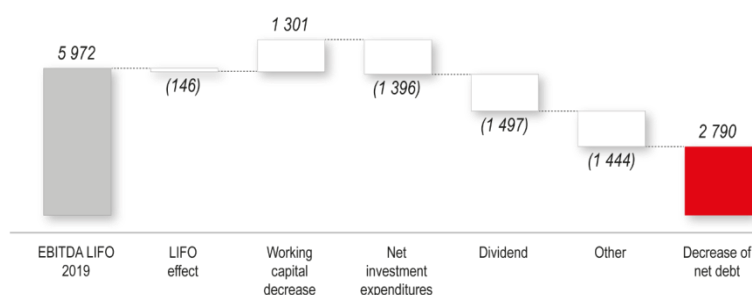 1 301
5 972
(146)
(1 396)
(1 497)
(1 444)
2 790
EBITDA LIFO
2019
LIFO
effect
Working
capital
decrease
Net
investment
expenditures
Dividend
Other
Decrease of
net debt